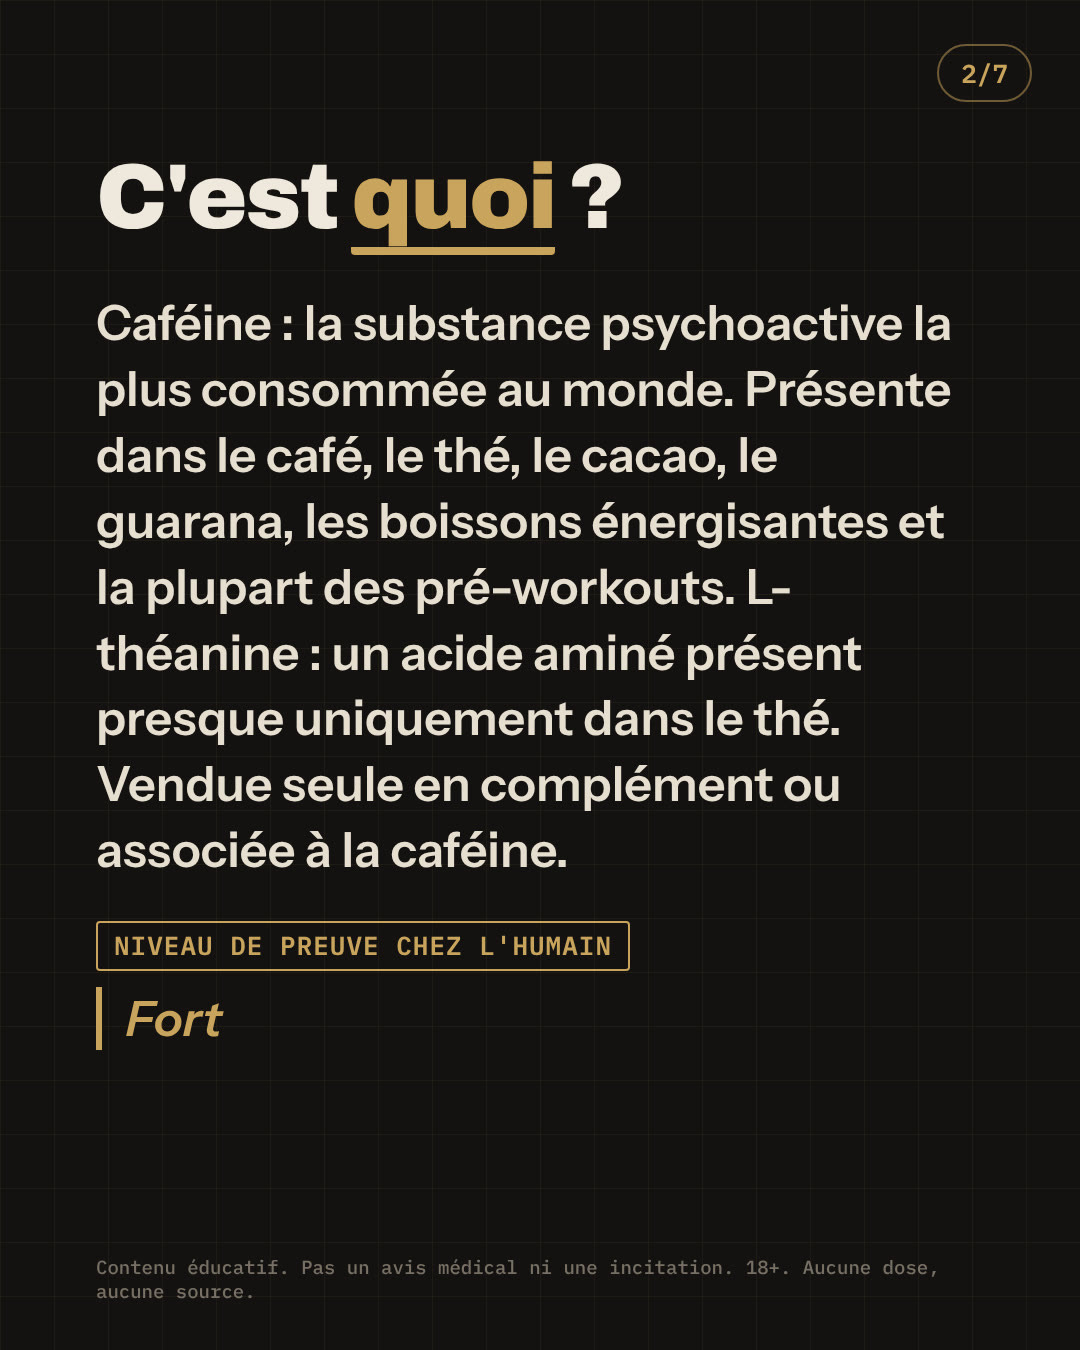 2/7
C'est quoi ?
Caféine : la substance psychoactive la
plus consommée au monde. Présente
dans le café, le thé, le cacao, le
guarana, les boissons énergisantes et
la plupart des pré-workouts. L-
théanine : un acide aminé présent
presque uniquement dans le thé.
Vendue seule en complément ou
associée à la caféine.
NIVEAU DE PREUVE CHEZ L'HUMAIN
Fort
Contenu éducatif. Pas un avis médical ni une incitation. 18+. Aucune dose,
aucune source.